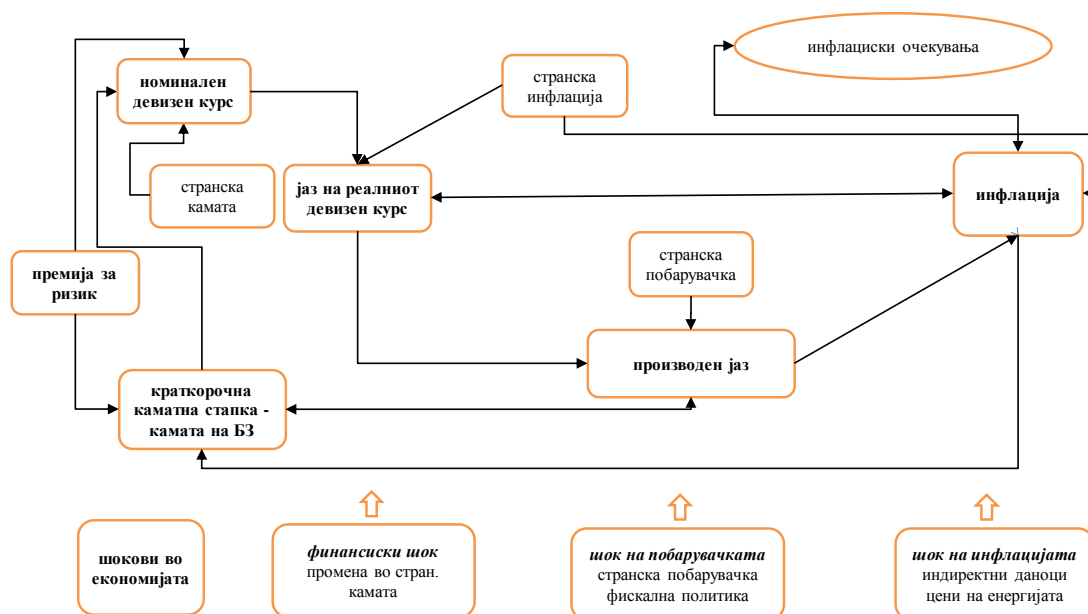 инфлациски очекувања
номинален
девизен курс
странска
инфлација
странска
камата
јаз на реалниот
девизен курс
инфлација
премија за
ризик
странска
побарувачка
производен јаз
краткорочна
каматна стапка -
камата на БЗ
шокови во
економијата
финансиски шок
промена во стран.
камата
шок на побарувачката
странска побарувачка
фискална политика
шок на инфлацијата
индиректни даноци
цени на енергијата